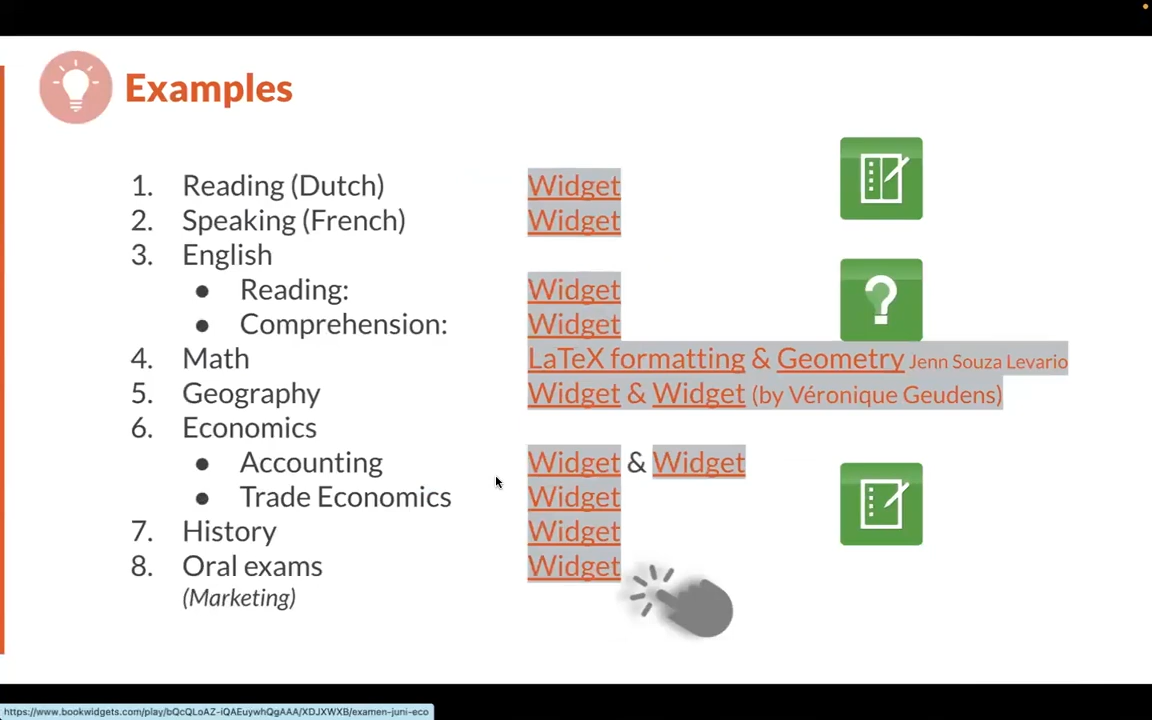 Examples
1. Reading (Dutch) Widget
2. Speaking (French) Widget
3. English
● Reading: Widget
● Comprehension: Widget
4. Math LaTeX formatting & Geometry Jenn Souza Levario
5. Geography Widget & Widget (by Véronique Geudens)
6. Economics
● Accounting Widget & Widget
● Trade Economics Widget
7. History Widget
8. Oral exams Widget
(Marketing)
https://www.bookwidgets.com/play/bQcQLoAZ-iQAEuywhQgAAA/XDJXWXB/examen-juni-eco